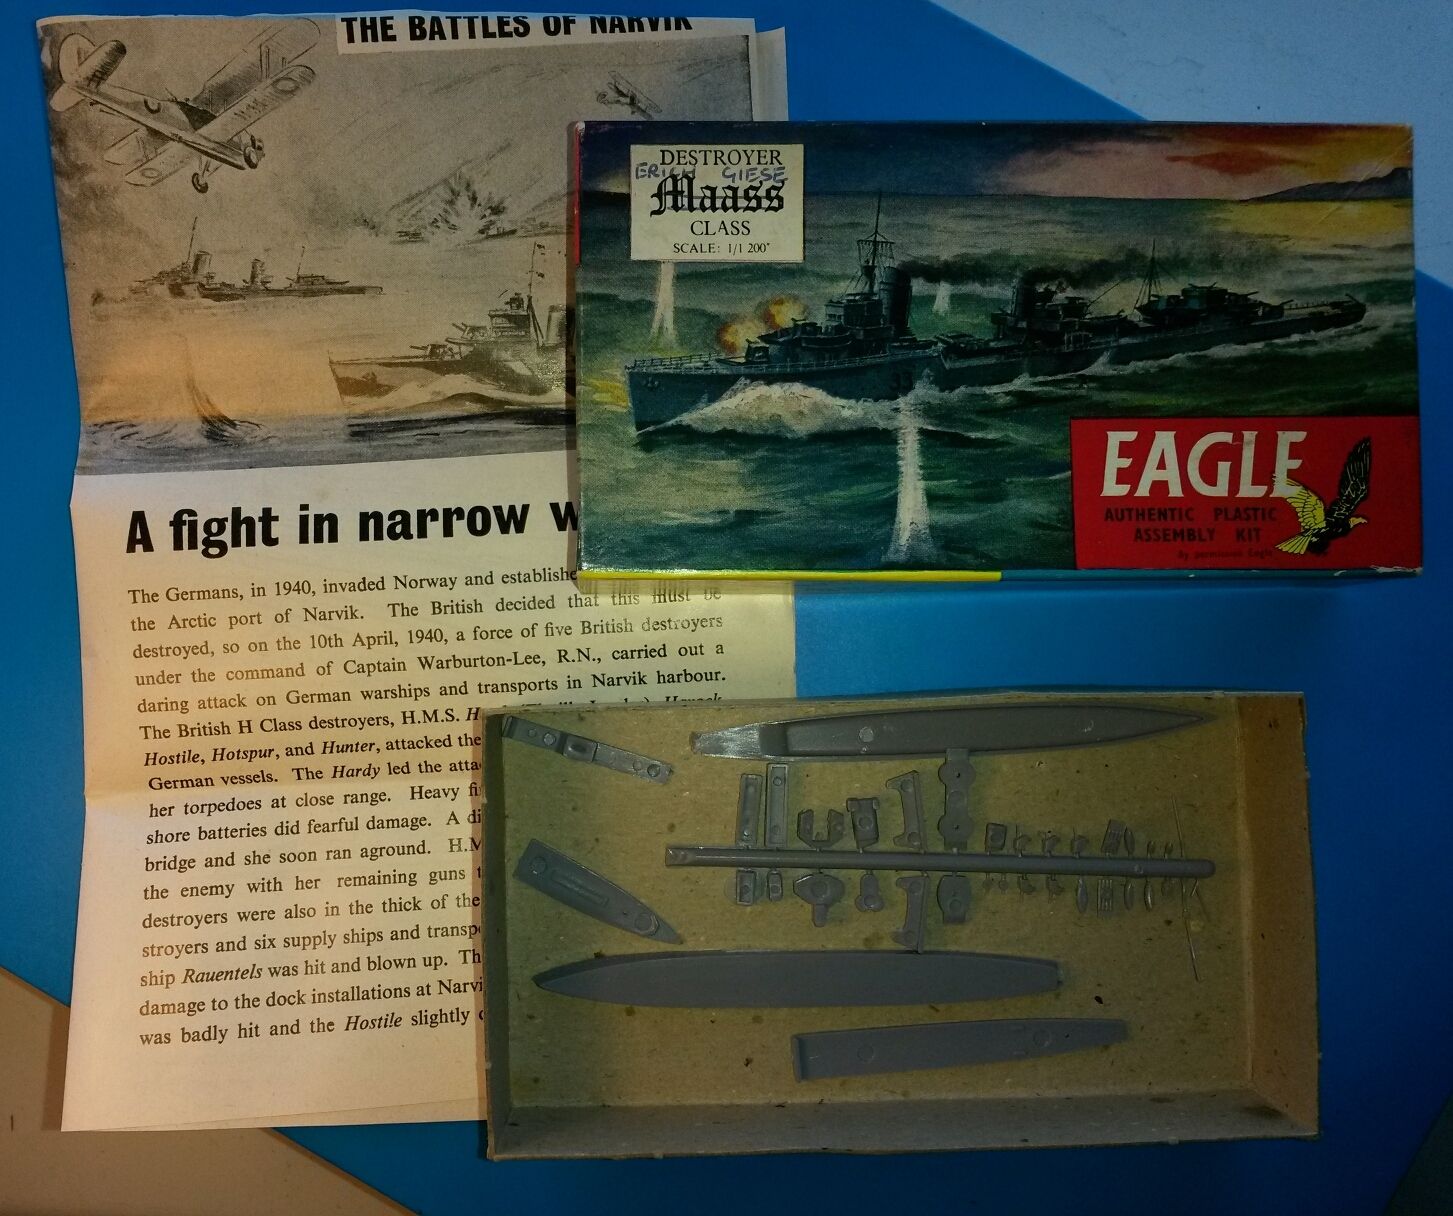 THE BATTLES OF NARVIK
DESTROYER
ERICH GIESE
Maass
CLASS
SCALE: 1/1 200"
33
EAGLE
AUTHENTIC PLASTIC
ASSEMBLY KIT
By permission Eagle
A fight in narrow w
The Germans, in 1940, invaded Norway and establishe
the Arctic port of Narvik. The British decided that this must be
destroyed, so on the 10th April, 1940, a force of five British destroyers
under the command of Captain Warburton-Lee, R.N., carried out a
daring attack on German warships and transports in Narvik harbour.
The British H Class destroyers, H.M.S. H Havock
Hostile, Hotspur, and Hunter, attacked the
German vessels. The Hardy led the atta
her torpedoes at close range. Heavy fi
shore batteries did fearful damage. A di
bridge and she soon ran aground. H.M
the enemy with her remaining guns t
destroyers were also in the thick of the
stroyers and six supply ships and transp
ship Rauentels was hit and blown up. Th
damage to the dock installations at Narvi
was badly hit and the Hostile slightly d